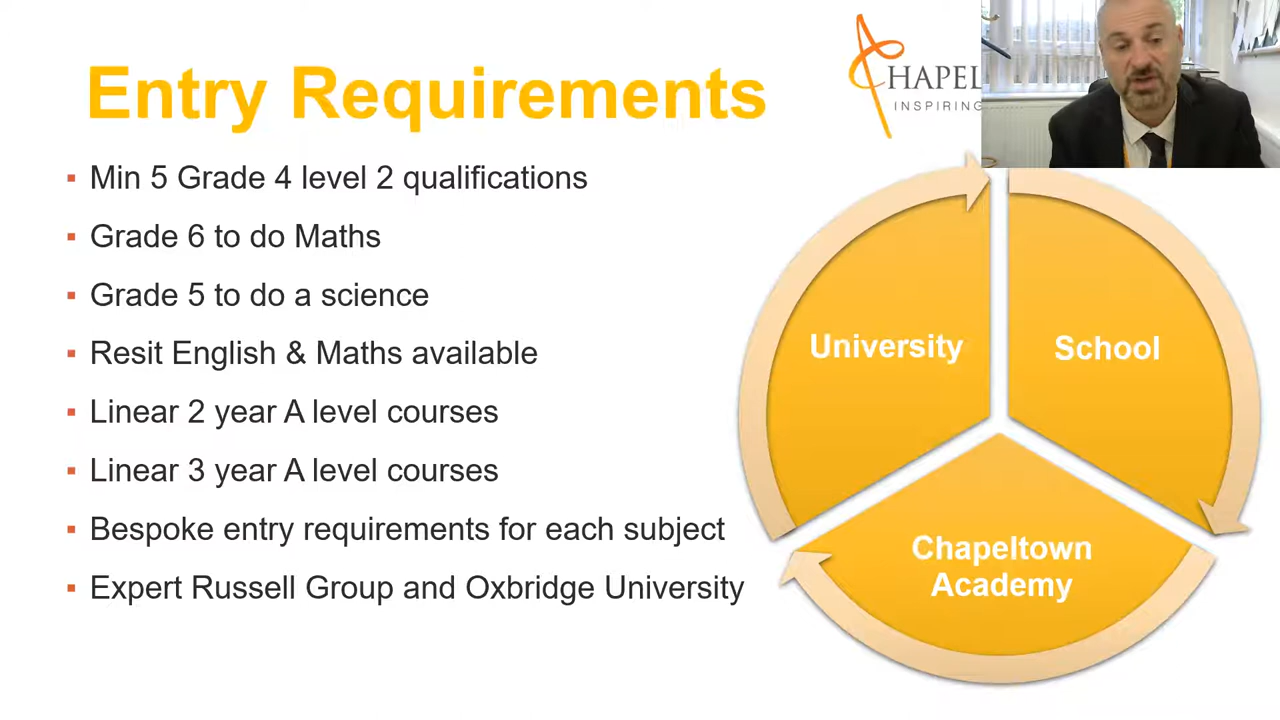 Entry Requirements
Min 5 Grade 4 level 2 qualifications
Grade 6 to do Maths
Grade 5 to do a science
Resit English & Maths available
Linear 2 year A level courses
Linear 3 year A level courses
Bespoke entry requirements for each subject
Expert Russell Group and Oxbridge University
CHAPEL
INSPIRING
University
School
Chapeltown
Academy